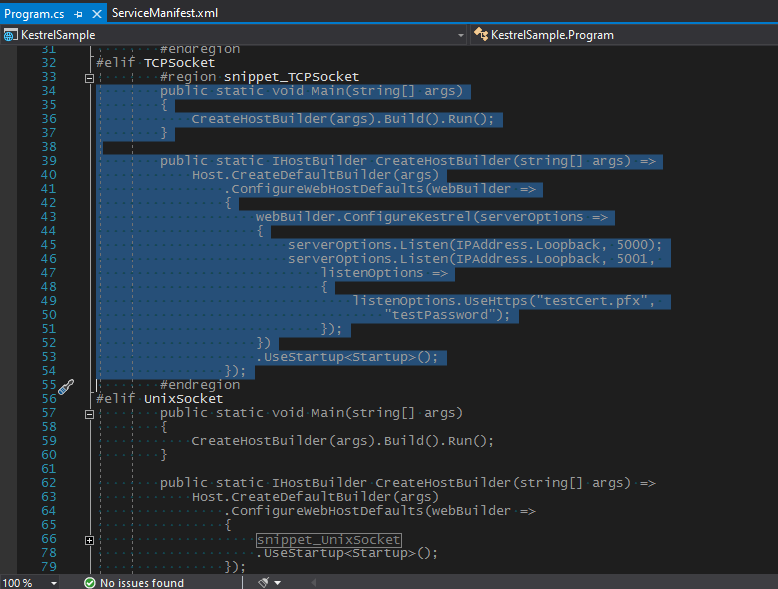 Program.cs ServiceManifest.xml
KestrelSample KestrelSample.Program
31 #endregion
32 #elif TCPSocket
33 #region snippet_TCPSocket
34 public static void Main(string[] args)
35 {
36 CreateHostBuilder(args).Build().Run();
37 }
38
39 public static IHostBuilder CreateHostBuilder(string[] args) =>
40 Host.CreateDefaultBuilder(args)
41 .ConfigureWebHostDefaults(webBuilder =>
42 {
43 webBuilder.ConfigureKestrel(serverOptions =>
44 {
45 serverOptions.Listen(IPAddress.Loopback, 5000);
46 serverOptions.Listen(IPAddress.Loopback, 5001,
47 listenOptions =>
48 {
49 listenOptions.UseHttps("testCert.pfx",
50 "testPassword");
51 });
52 })
53 .UseStartup<Startup>();
54 });
55 #endregion
56 #elif UnixSocket
57 public static void Main(string[] args)
58 {
59 CreateHostBuilder(args).Build().Run();
60 }
61
62 public static IHostBuilder CreateHostBuilder(string[] args) =>
63 Host.CreateDefaultBuilder(args)
64 .ConfigureWebHostDefaults(webBuilder =>
65 {
66 snippet_UnixSocket
78 .UseStartup<Startup>();
79 });
100 % No issues found